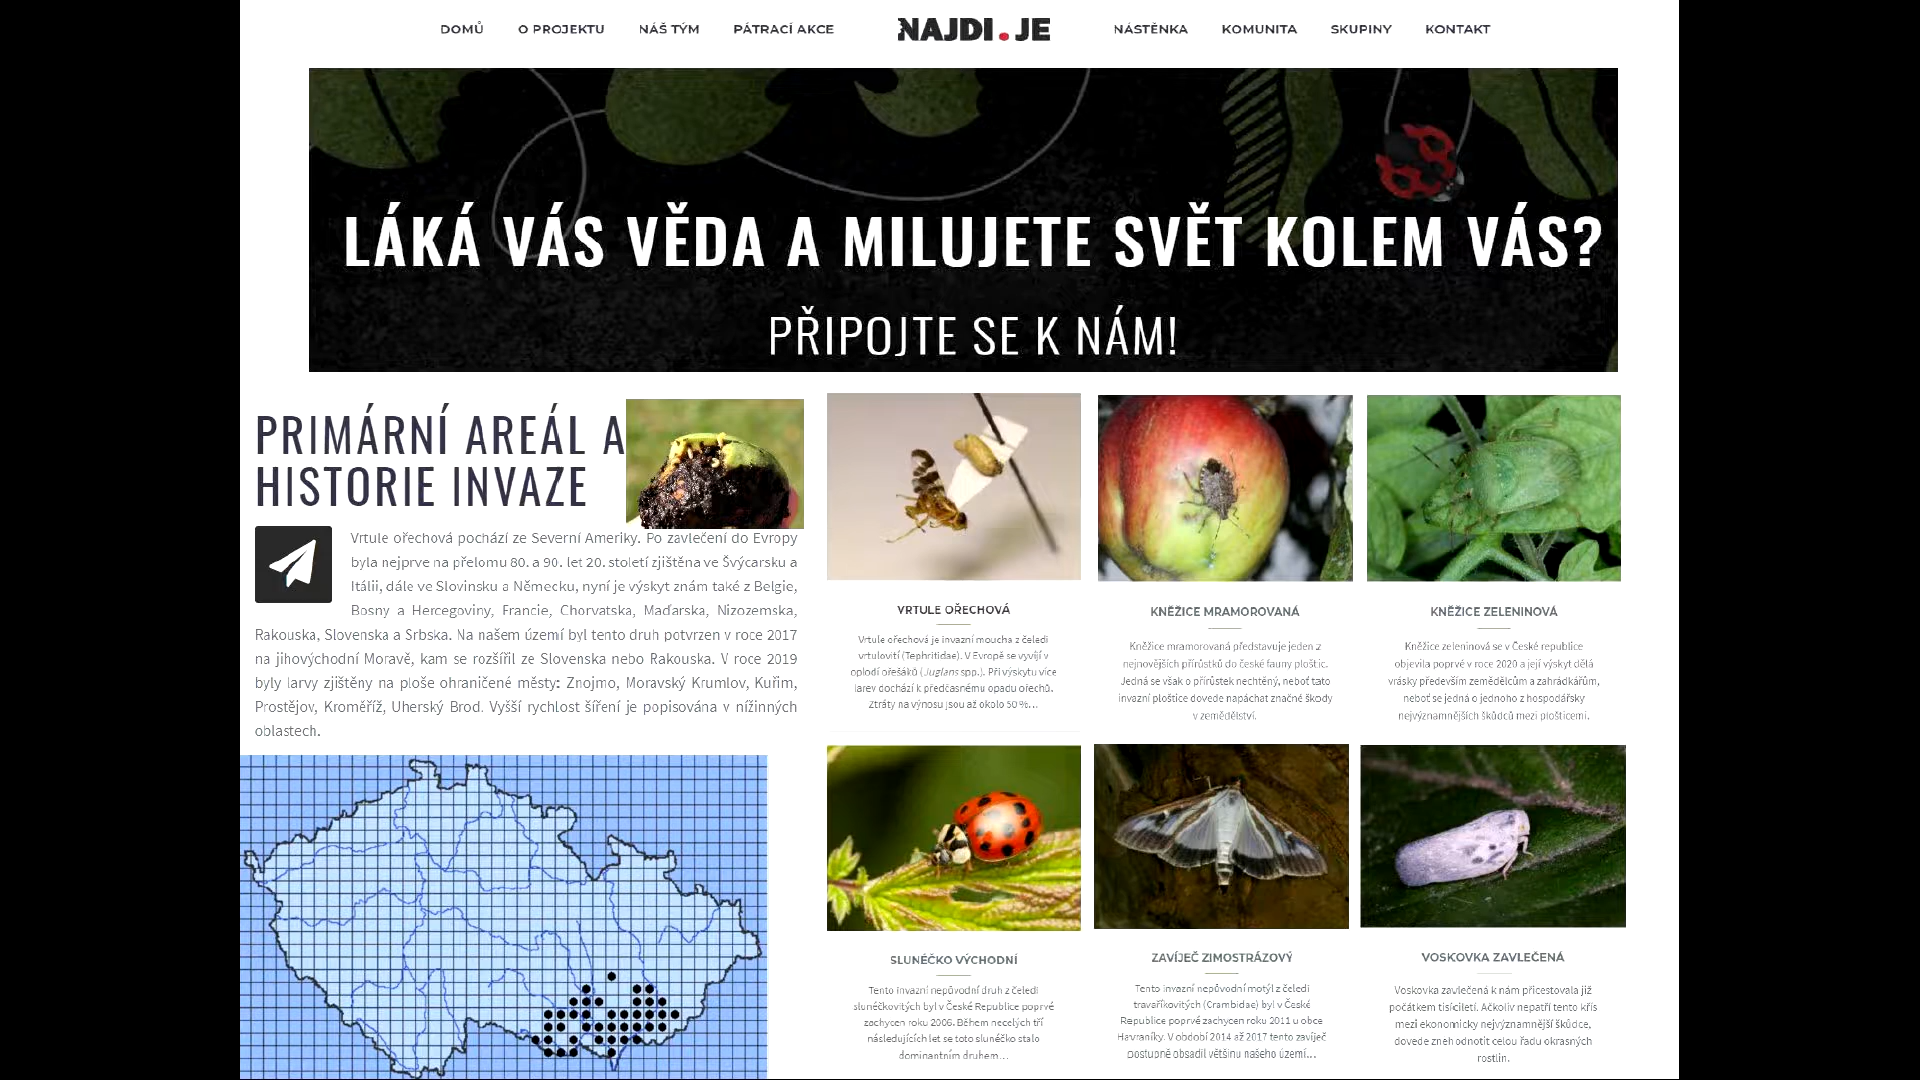 DOMŮ O PROJEKTU NÁŠ TÝM PÁTRACÍ AKCE NAJDI.JE NÁSTĚNKA KOMUNITA SKUPINY KONTAKT
LÁKÁ VÁS VĚDA A MILUJETE SVĚT KOLEM VÁS?
PŘIPOJTE SE K NÁM!
PRIMÁRNÍ AREÁL A
HISTORIE INVAZE
Vrtule ořechová pochází ze Severní Ameriky. Po zavlečení do Evropy
byla nejprve na přelomu 80. a 90. let 20. století zjištěna ve Švýcarsku a
Itálii, dále ve Slovinsku a Německu, nyní je výskyt znám také z Belgie,
Bosny a Hercegoviny, Francie, Chorvatska, Maďarska, Nizozemska,
Rakouska, Slovenska a Srbska. Na našem území byl tento druh potvrzen v roce 2017
na jihovýchodní Moravě, kam se rozšířil ze Slovenska nebo Rakouska. V roce 2019
byly larvy zjištěny na ploše ohraničené městy: Znojmo, Moravský Krumlov, Kuřim,
Prostějov, Kroměříž, Uherský Brod. Vyšší rychlost šíření je popisována v nížinných
oblastech.
VRTULE OŘECHOVÁ
Vrtule ořechová je invazní moucha z čeledi
vrtulovití (Tephritidae). V Evropě se vyvíjí v
oplodí ořešáků (Juglans spp.). Při výskytu více
larev dochází k předčasnému opadu ořechů.
Ztráty na výnosu jsou až okolo 50 %...
KNĚŽICE MRAMOROVANÁ
Kněžice mramorovaná představuje jeden z
nejnovějších přírůstků do české fauny ploštic.
Jedná se však o přírůstek nechtěný, neboť tato
invazní ploštice dovede napáchat značné škody
v zemědělství.
KNĚŽICE ZELENINOVÁ
Kněžice zeleninová se v České republice
objevila poprvé v roce 2020 a její výskyt dělá
vrásky především zemědělcům a zahrádkářům,
neboť se jedná o jednoho z hospodářsky
nejvýznamnějších škůdců mezi plošticemi.
SLUNÉČKO VÝCHODNÍ
Tento invazní nepůvodní druh z čeledi
slunéčkovitých byl v České Republice poprvé
zachycen roku 2006. Během necelých tří
následujících let se toto slunéčko stalo
dominantním druhem...
ZAVÍJEČ ZIMOSTRÁZOVÝ
Tento invazní nepůvodní motýl z čeledi
travaříkovitých (Crambidae) byl v České
Republice poprvé zachycen roku 2011 u obce
Havraníky. V období 2014 až 2017 tento zavíječ
postupně obsadil většinu našeho území...
VOSKOVKA ZAVLEČENÁ
Voskovka zavlečená k nám přicestovala již
počátkem tisíciletí. Ačkoliv nepatří tento křís
mezi ekonomicky nejvýznamnější škůdce,
dovede znehodnotit celou řadu okrasných
rostlin.